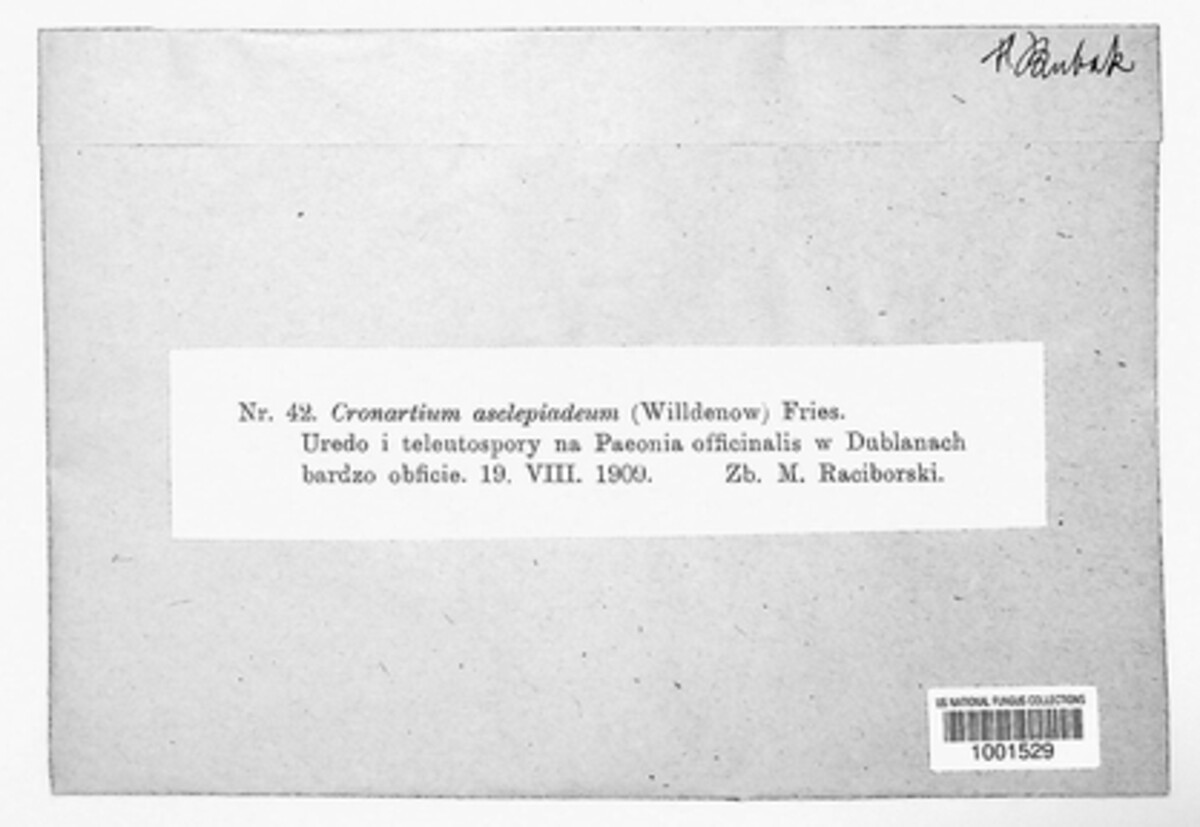 Bubak
Nr. 42. Cronartium asclepiadeum (Willdenow) Fries.
Uredo i teleutospory na Paeonia officinalis w Dublanach
bardzo obficie. 19. VIII. 1909. Zb. M. Raciborski.
US NATIONAL FUNGUS COLLECTIONS
1001529